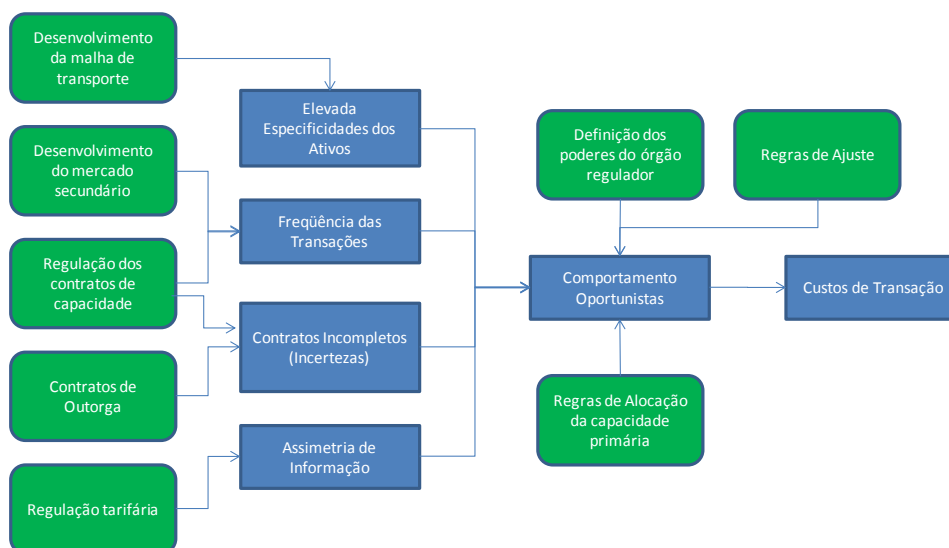 Desenvolvimento
da malha de
transporte
Desenvolvimento
do mercado
secundário
Regulação dos
contratos de
capacidade
Contratos de
Outorga
Regulação tarifária
Elevada
Especificidades dos
Ativos
Freqüência das
Transações
Contratos Incompletos
(Incertezas)
Assimetria de
Informação
Definição dos
poderes do órgão
regulador
Regras de Ajuste
Comportamento
Oportunistas
Custos de Transação
Regras de Alocação
da capacidade
primária